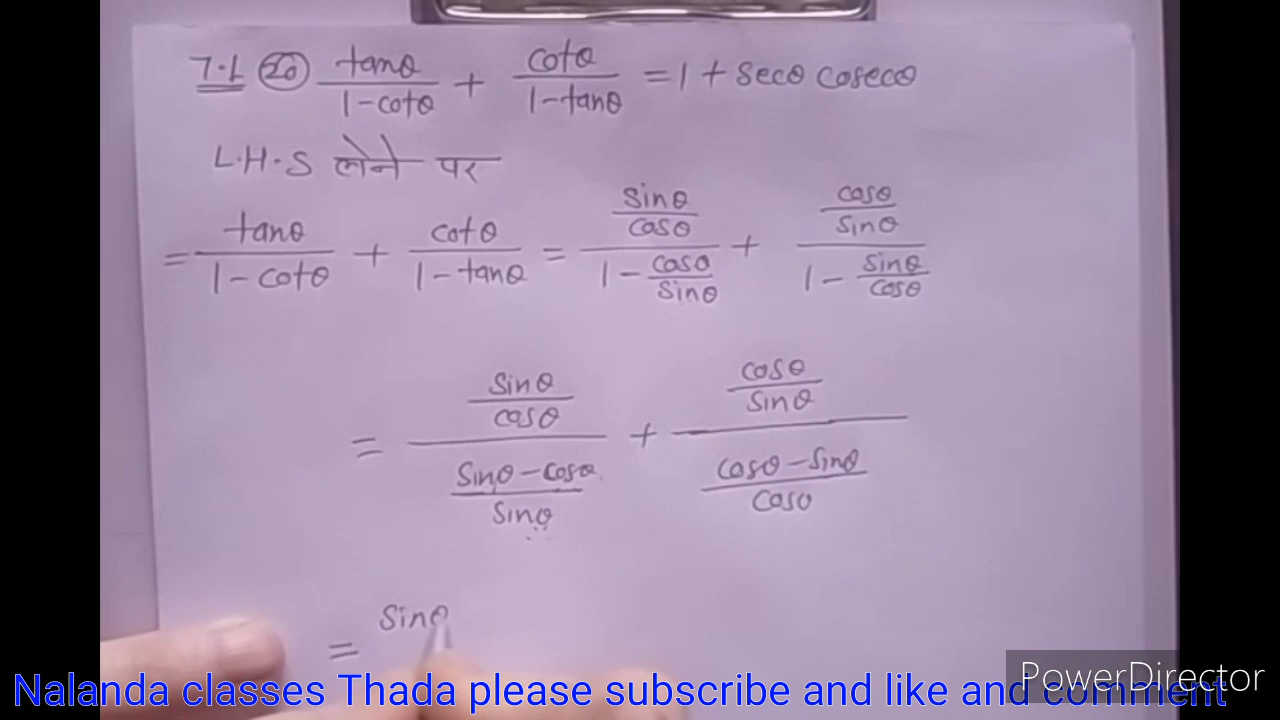 7.1 (20) tanθ/(1-cotθ) + cotθ/(1-tanθ) = 1 + secθ cosecθ
L.H.S लेने पर
= tanθ/(1-cotθ) + cotθ/(1-tanθ) = (sinθ/cosθ)/(1-cosθ/sinθ) + (cosθ/sinθ)/(1-sinθ/cosθ)
= (sinθ/cosθ)/((sinθ-cosθ)/sinθ) + (cosθ/sinθ)/((cosθ-sinθ)/cosθ)
= sinθ
Nalanda classes Thada please subscribe and like and comment
PowerDirector